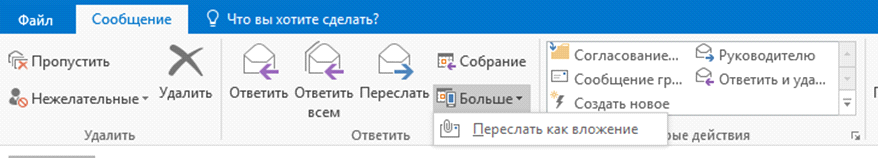 Файл Сообщение Что вы хотите сделать?
Пропустить
Нежелательные
Удалить
Удалить
Ответить
Ответить всем
Переслать
Собрание
Больше
Переслать как вложение
Ответить
Согласование...
Сообщение гр...
Создать новое
Руководителю
Ответить и уда...
рые действия